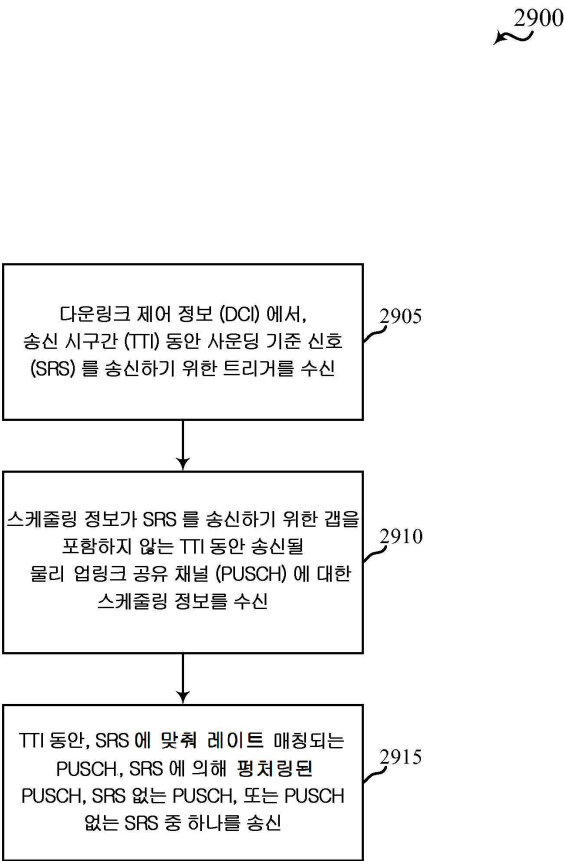 2900
다운링크 제어 정보 (DCI) 에서,
송신 시구간 (TTI) 동안 사운딩 기준 신호
(SRS) 를 송신하기 위한 트리거를 수신
2905
스케줄링 정보가 SRS 를 송신하기 위한 갭을
포함하지 않는 TTI 동안 송신될
물리 업링크 공유 채널 (PUSCH) 에 대한
스케줄링 정보를 수신
2910
TTI 동안, SRS 에 맞춰 레이트 매칭되는
PUSCH, SRS 에 의해 펑처링된
PUSCH, SRS 없는 PUSCH, 또는 PUSCH
없는 SRS 중 하나를 송신
2915